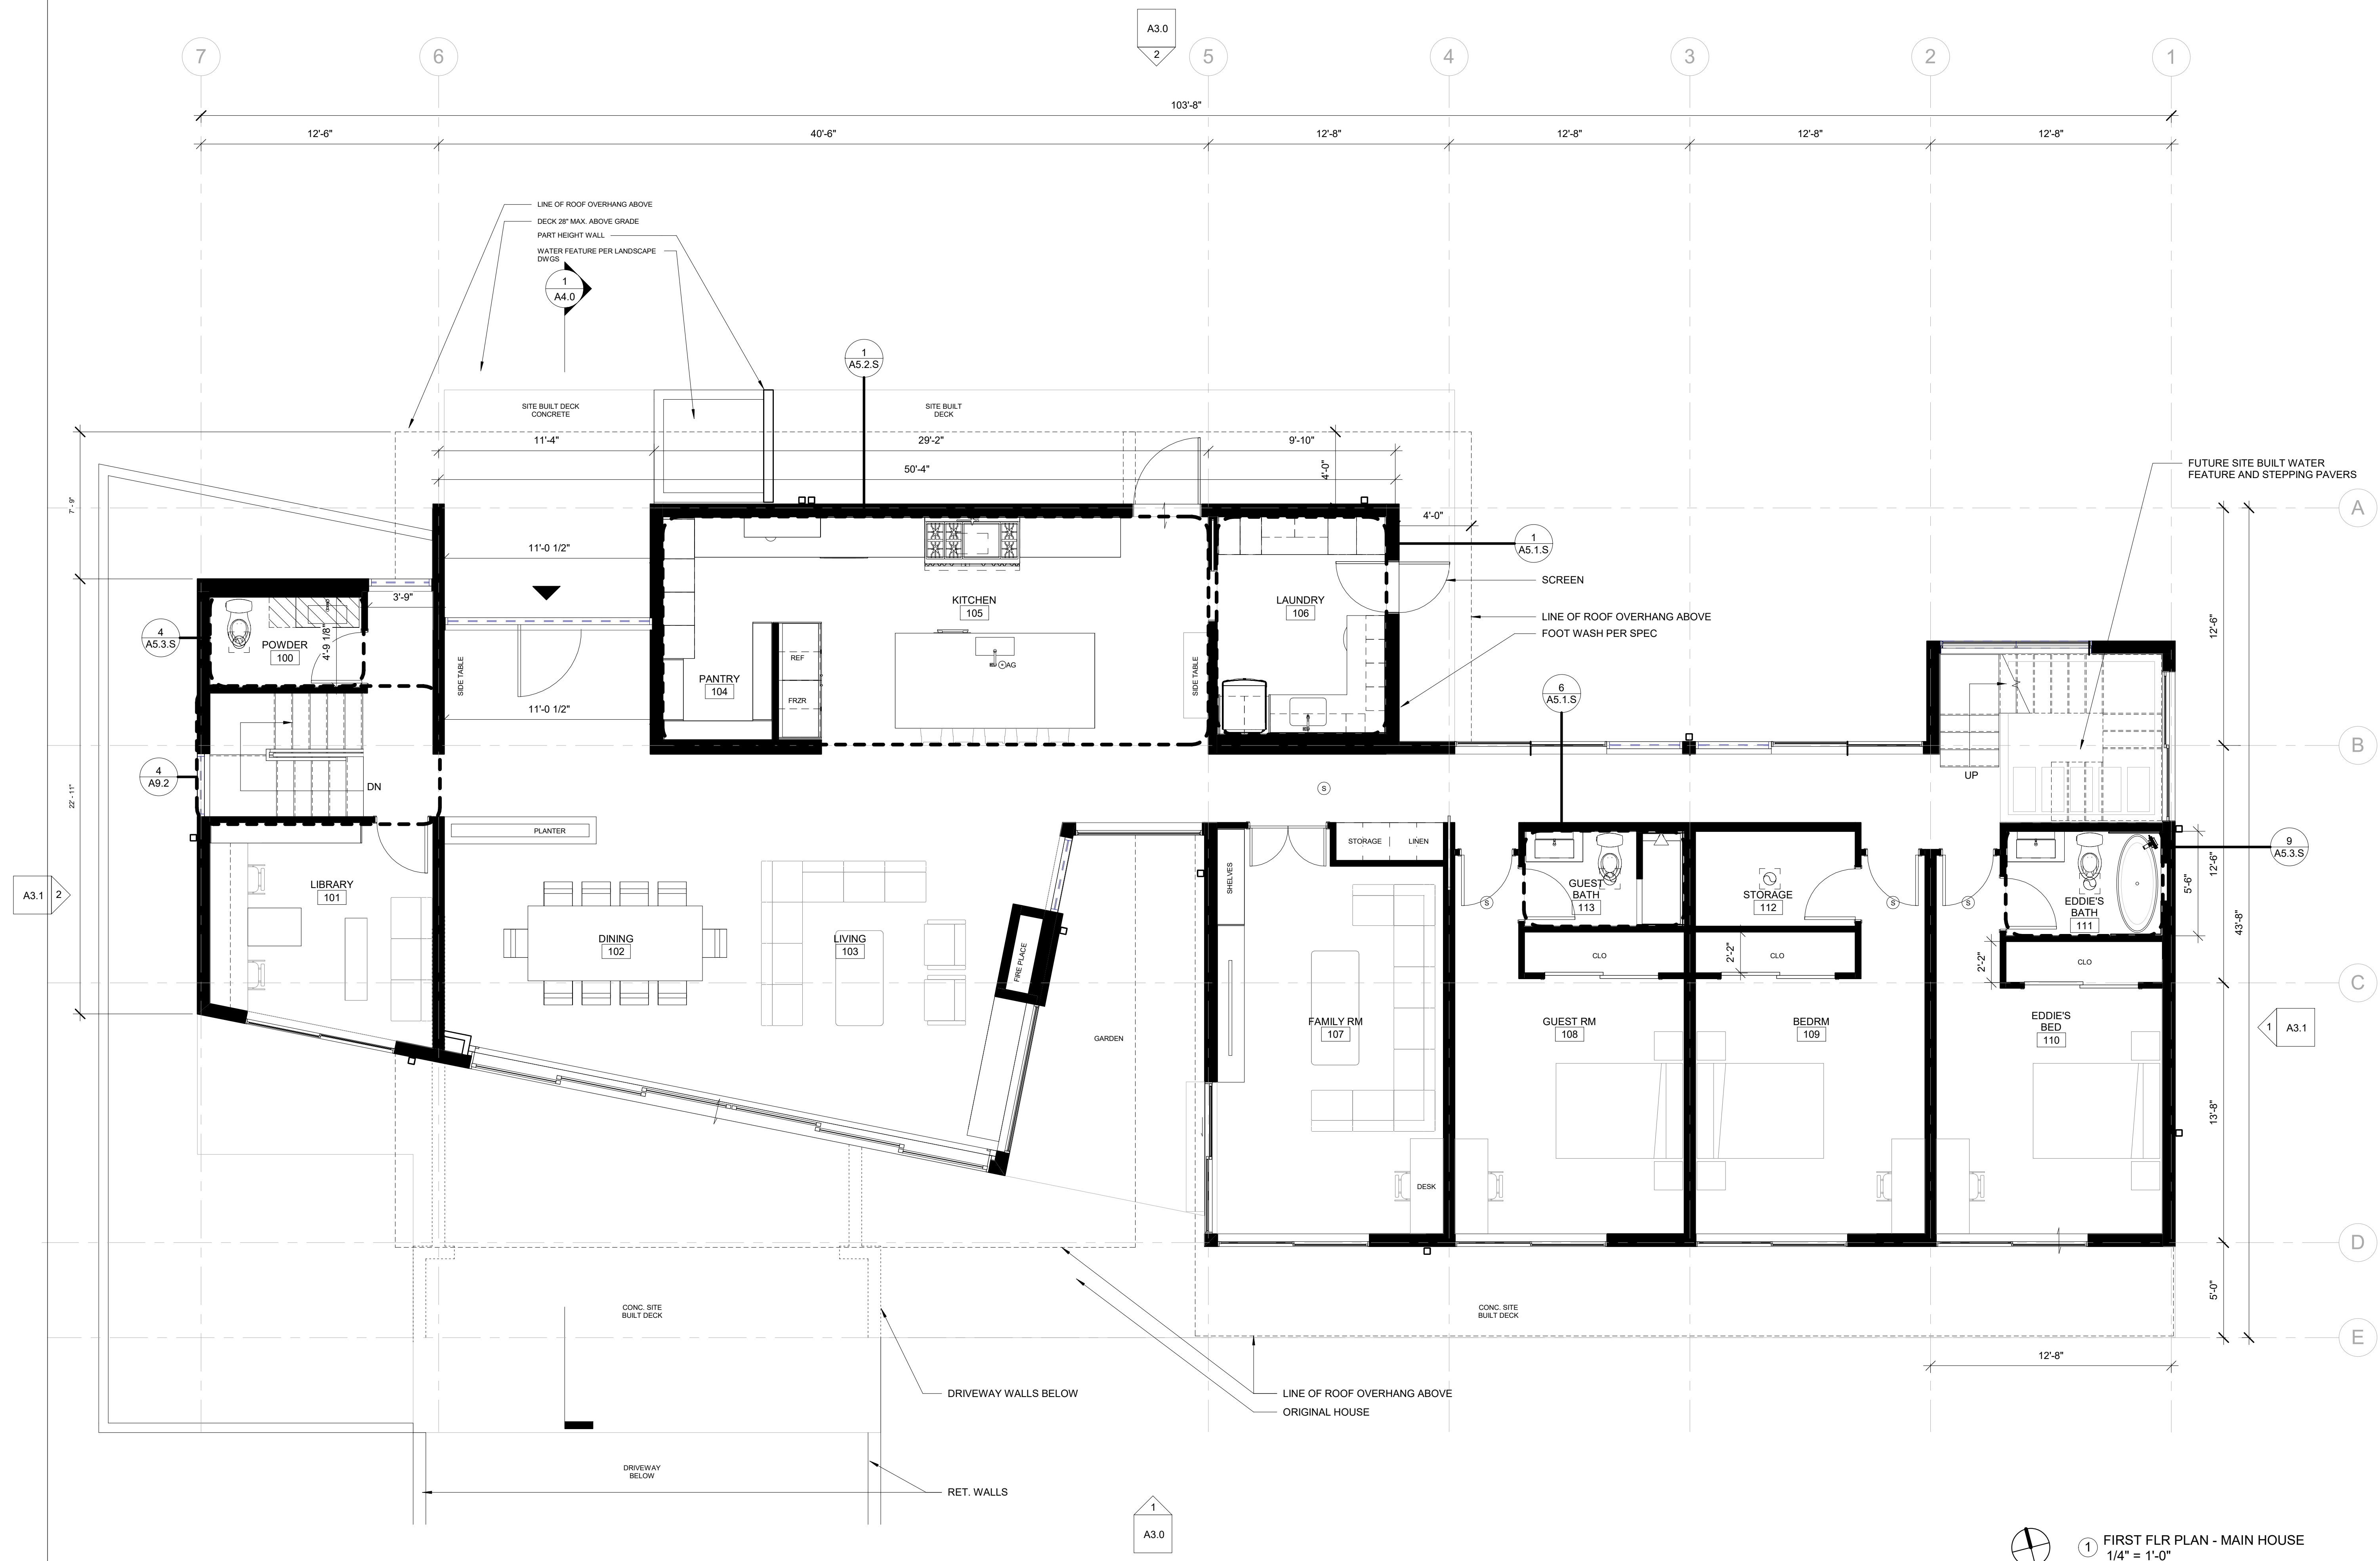 A3.0
2
7
6
5
4
3
2
1
103'-8"
12'-6"
40'-6"
12'-8"
12'-8"
12'-8"
12'-8"
LINE OF ROOF OVERHANG ABOVE
DECK 28" MAX. ABOVE GRADE
PART HEIGHT WALL
WATER FEATURE PER LANDSCAPE
DWGS
1
A4.0
1
A5.2.S
SITE BUILT DECK
CONCRETE
SITE BUILT
DECK
11'-4"
29'-2"
9'-10"
50'-4"
4'-0"
4'-0"
7' - 9"
22' - 11"
FUTURE SITE BUILT WATER
FEATURE AND STEPPING PAVERS
A
B
C
D
E
11'-0 1/2"
11'-0 1/2"
3'-9"
4'-9 1/8"
1
A5.1.S
SCREEN
LINE OF ROOF OVERHANG ABOVE
FOOT WASH PER SPEC
KITCHEN
105
LAUNDRY
106
POWDER
100
4
A5.3.S
SIDE TABLE
SIDE TABLE
REF
FRZR
AG
PANTRY
104
6
A5.1.S
4
A9.2
DN
UP
S
PLANTER
STORAGE
LINEN
SHELVES
LIBRARY
101
DINING
102
LIVING
103
FIRE PLACE
GARDEN
GUEST
BATH
113
STORAGE
112
EDDIE'S
BATH
111
S
S
S
9
A5.3.S
CLO
CLO
CLO
2'-2"
2'-2"
5'-6"
12'-6"
12'-6"
43'-8"
13'-8"
5'-0"
A3.1
2
1
A3.1
FAMILY RM
107
GUEST RM
108
BEDRM
109
EDDIE'S
BED
110
DESK
CONC. SITE
BUILT DECK
CONC. SITE
BUILT DECK
12'-8"
DRIVEWAY WALLS BELOW
LINE OF ROOF OVERHANG ABOVE
ORIGINAL HOUSE
DRIVEWAY
BELOW
RET. WALLS
1
A3.0
1
FIRST FLR PLAN - MAIN HOUSE
1/4" = 1'-0"